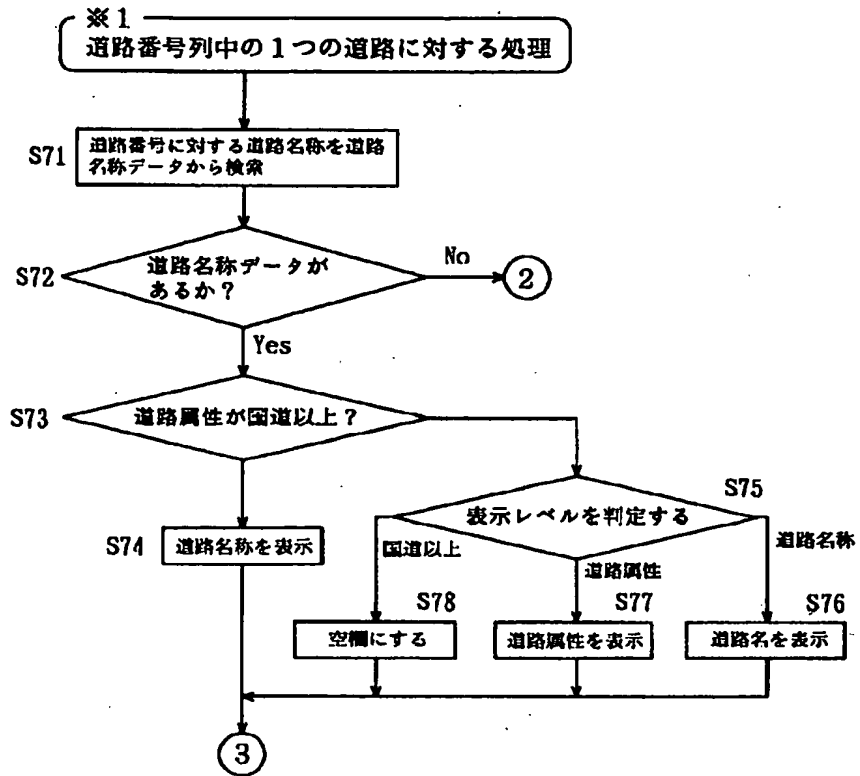 ※1
道路番号列中の1つの道路に対する処理
S71
道路番号に対する道路名称を道路
名称データから検索
S72
道路名称データが
あるか?
No
②
Yes
S73
道路属性が国道以上?
S75
表示レベルを判定する
S74
道路名称を表示
国道以上
道路属性
道路名称
S78
S77
S76
空欄にする
道路属性を表示
道路名を表示
③